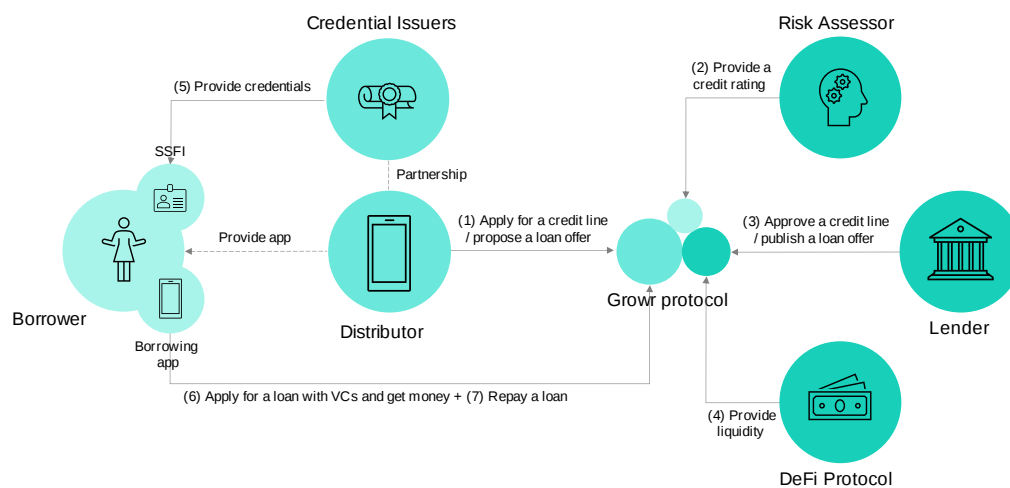 Credential Issuers
Risk Assessor
(5) Provide credentials
(2) Provide a
credit rating
SSFI
Partnership
Provide app
(1) Apply for a credit line
/ propose a loan offer
(3) Approve a credit line
/ publish a loan offer
Growr protocol
Borrower
Distributor
Lender
Borrowing
app
(6) Apply for a loan with VCs and get money + (7) Repay a loan
(4) Provide
liquidity
DeFi Protocol